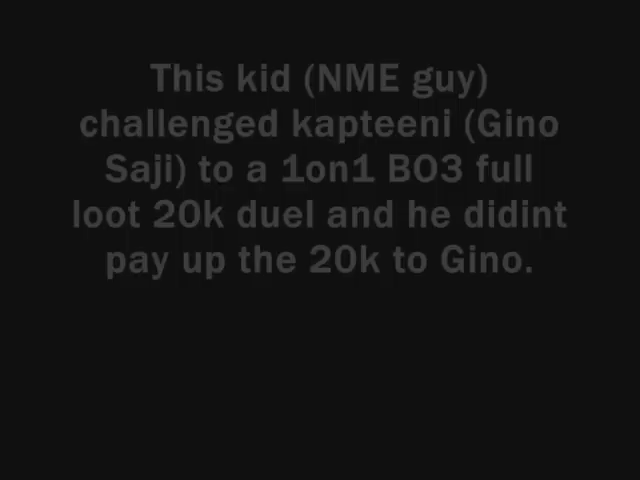 This kid (NME guy)
challenged kapteeni (Gino
Saji) to a 1on1 BO3 full
loot 20k duel and he didint
pay up the 20k to Gino.